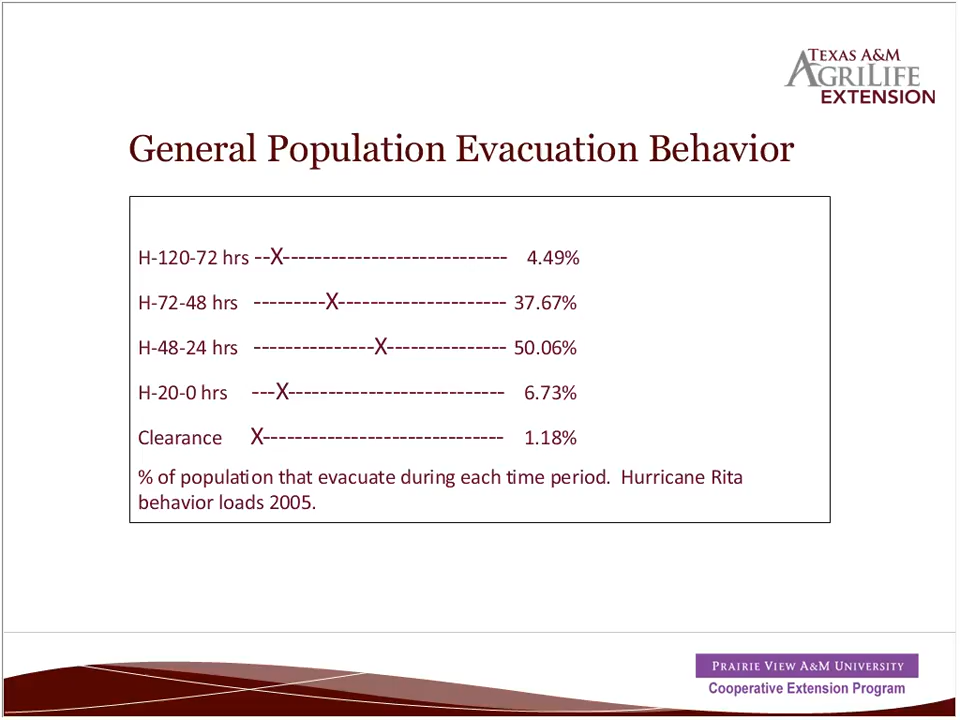 TEXAS A&M
AGRILIFE
EXTENSION
General Population Evacuation Behavior
H-120-72 hrs --X---------------------------- 4.49%
H-72-48 hrs ---------X--------------------- 37.67%
H-48-24 hrs ---------------X--------------- 50.06%
H-20-0 hrs ---X--------------------------- 6.73%
Clearance X------------------------------ 1.18%
% of population that evacuate during each time period. Hurricane Rita
behavior loads 2005.
PRAIRIE VIEW A&M UNIVERSITY
Cooperative Extension Program